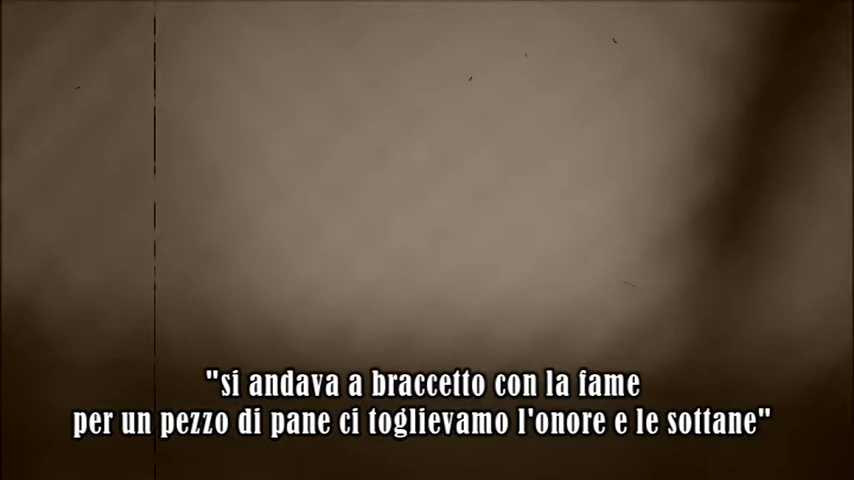 "si andava a braccetto con la fame
per un pezzo di pane ci toglievamo l'onore e le sottane"